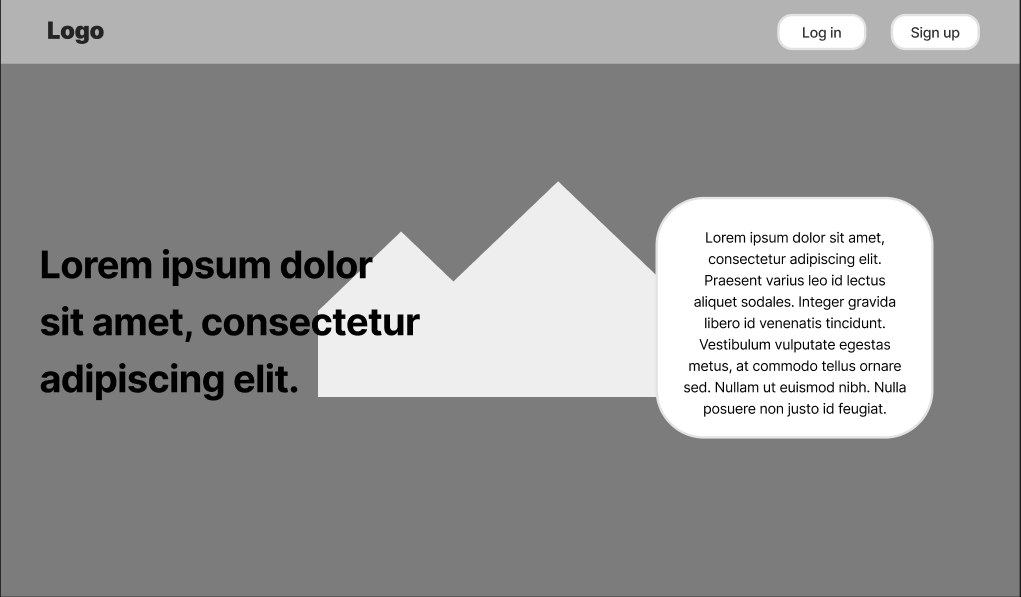 Logo
Log in
Sign up
Lorem ipsum dolor
sit amet, consectetur
adipiscing elit.
Lorem ipsum dolor sit amet,
consectetur adipiscing elit.
Praesent varius leo id lectus
aliquet sodales. Integer gravida
libero id venenatis tincidunt.
Vestibulum vulputate egestas
metus, at commodo tellus ornare
sed. Nullam ut euismod nibh. Nulla
posuere non justo id feugiat.